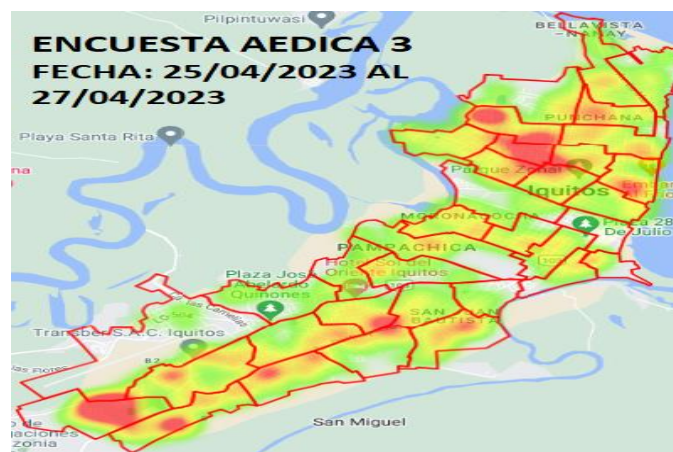 Pilpintuwasi
BELLAVISTA
-NANAY
ENCUESTA AEDICA 3
FECHA: 25/04/2023 AL
27/04/2023
PUNCHANA
Playa Santa Rita
Parque Zonal
Iquitos
MORONACOCHA
Plaza 28
De Julio
PAMPACHICA
Hotel Sol del
Oriente Iquitos
Plaza José
Abelardo
Quiñones
SAN JUAN
BAUTISTA
Transber S.A.C. Iquitos
San Miguel